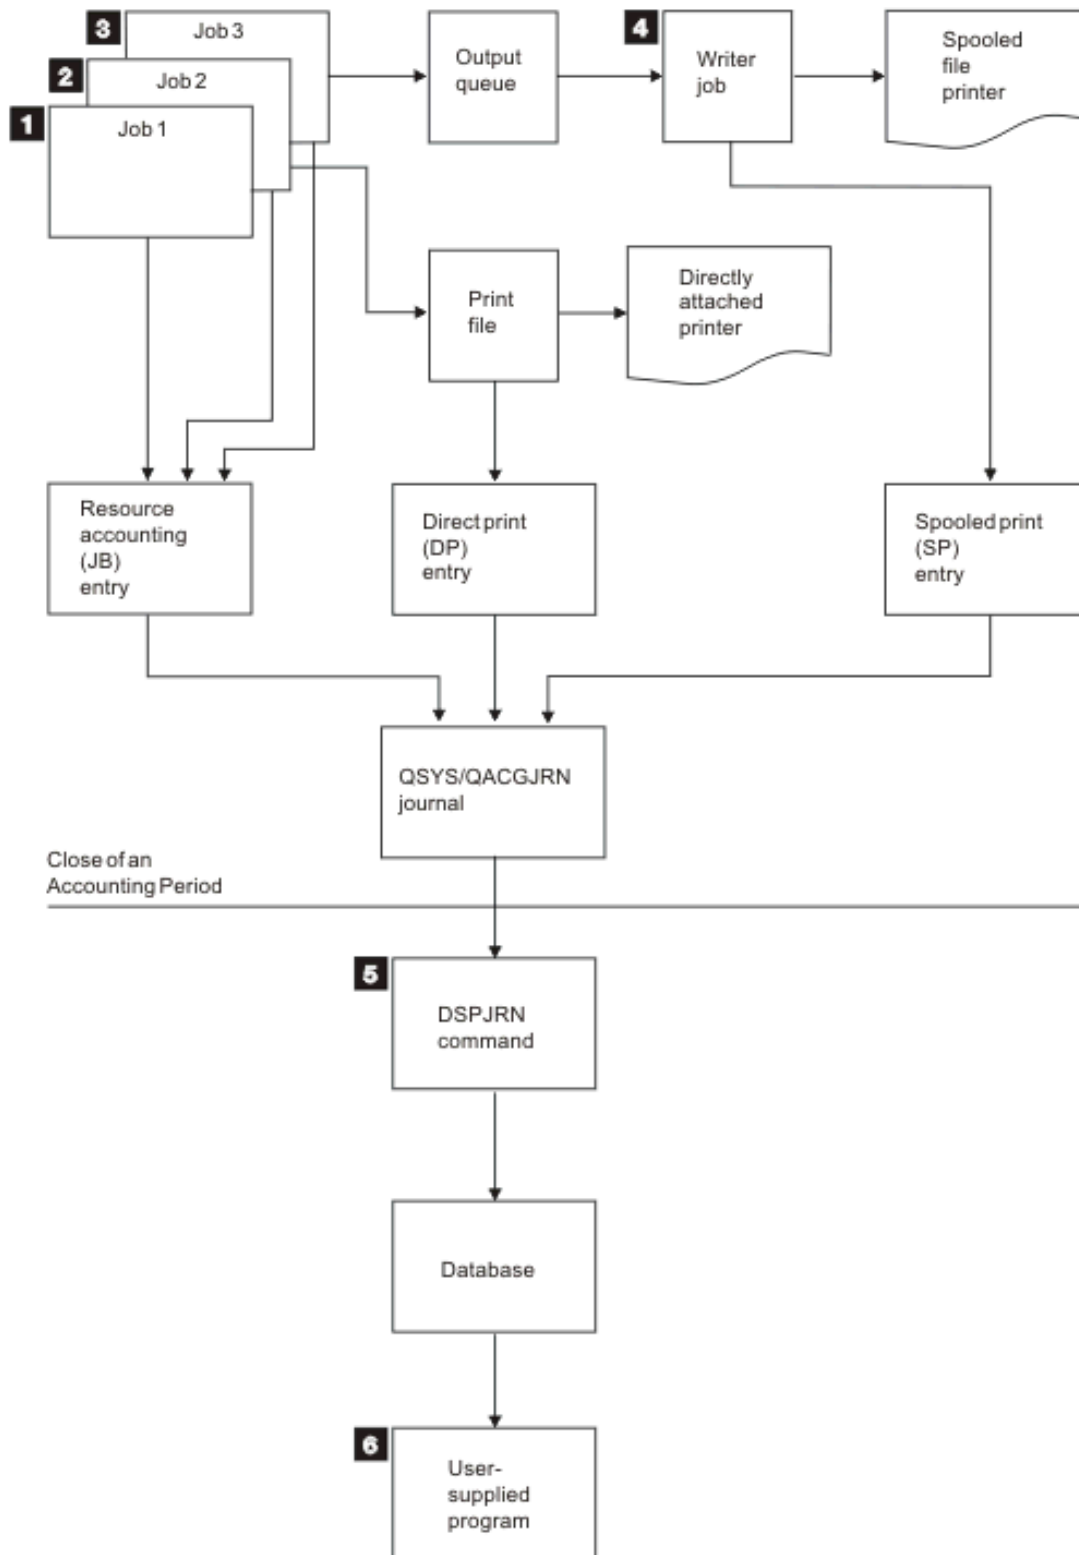 3
Job 3
2
Job 2
1
Job 1
Output
queue
4
Writer
job
Spooled
file
printer
Print
file
Directly
attached
printer
Resource
accounting
(JB)
entry
Direct print
(DP)
entry
Spooled print
(SP)
entry
QSYS/QACGJRN
journal
Close of an
Accounting Period
5
DSPJRN
command
Database
6
User-
supplied
program